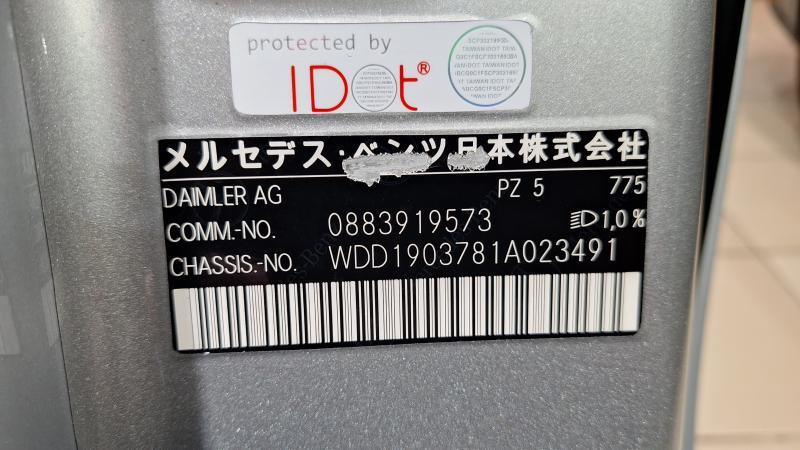 protected by
IDot®
メルセデス・ベンツ日本株式会社
DAIMLER AG PZ 5 775
COMM.-NO. 0883919573 1,0%
CHASSIS.-NO. WDD1903781A023491